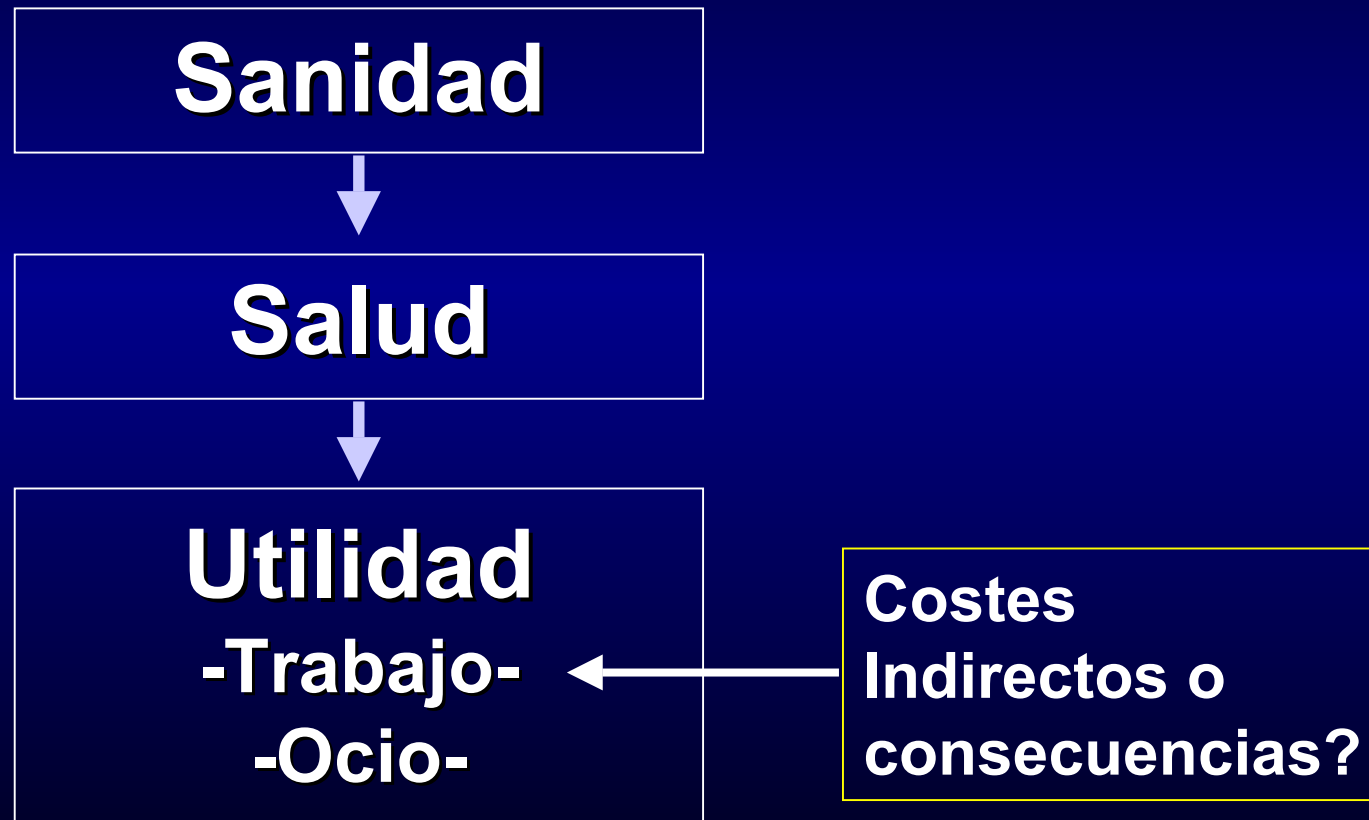 Sanidad
Salud
Utilidad
-Trabajo-
-Ocio-
Costes
Indirectos o
consecuencias?